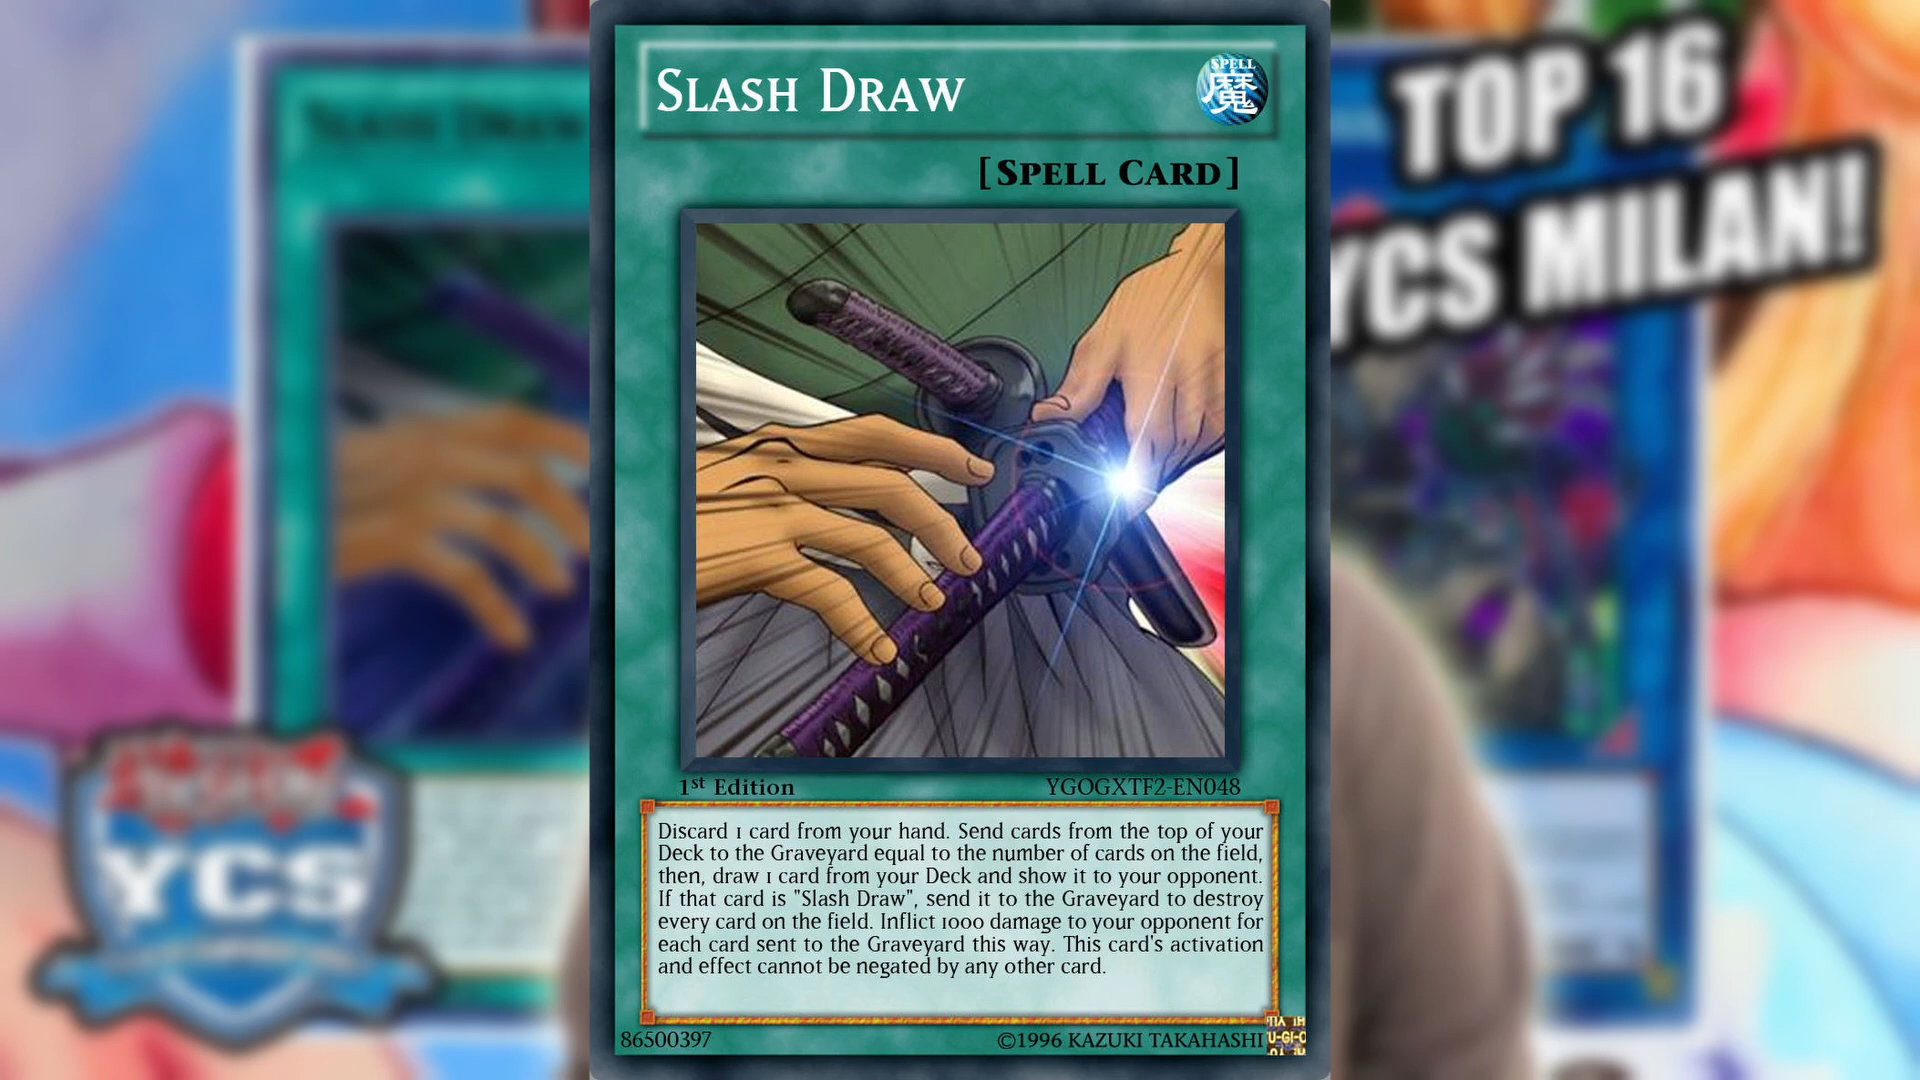 SLASH DRAW
SPELL
魔
[SPELL CARD]
TOP 16
YCS MILAN!
SLASH DRAW
1st Edition
YGOGXTF2-EN048
Discard 1 card from your hand. Send cards from the top of your
Deck to the Graveyard equal to the number of cards on the field,
then, draw 1 card from your Deck and show it to your opponent.
If that card is "Slash Draw", send it to the Graveyard to destroy
every card on the field. Inflict 1000 damage to your opponent for
each card sent to the Graveyard this way. This card's activation
and effect cannot be negated by any other card.
YCS
86500397
©1996 KAZUKI TAKAHASHI